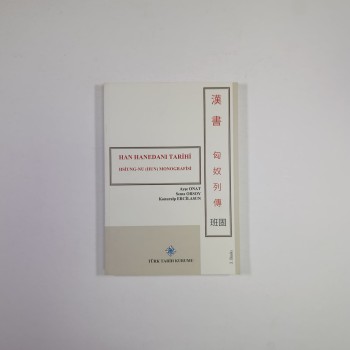 漢書 匈奴列傳 班固
HAN HANEDANI TARİHİ
HSIUNG-NU (HUN) MONOGRAFİSİ
Ayşe ONAT
Sema ORSOY
Konuralp ERCİLASUN
TÜRK TARİH KURUMU